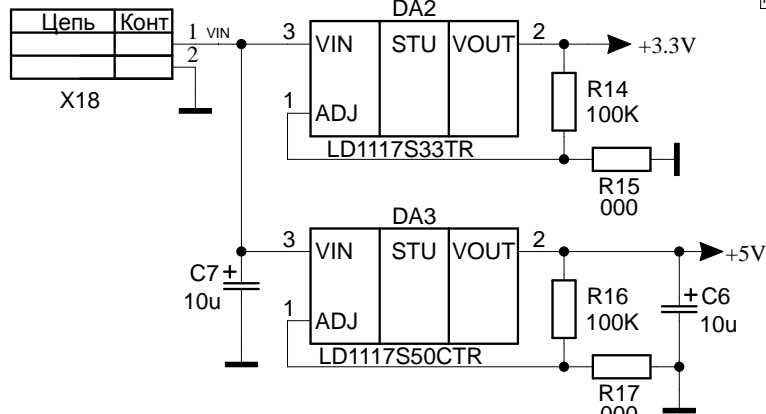 Цепь Конт
1 VIN
2
X18
DA2
3 VIN STU VOUT 2
+3.3V
1 ADJ
LD1117S33TR
R14
100K
R15
000
DA3
3 VIN STU VOUT 2
+5V
C7 +
10u
1 ADJ
LD1117S50CTR
R16
100K
+ C6
10u
R17
000